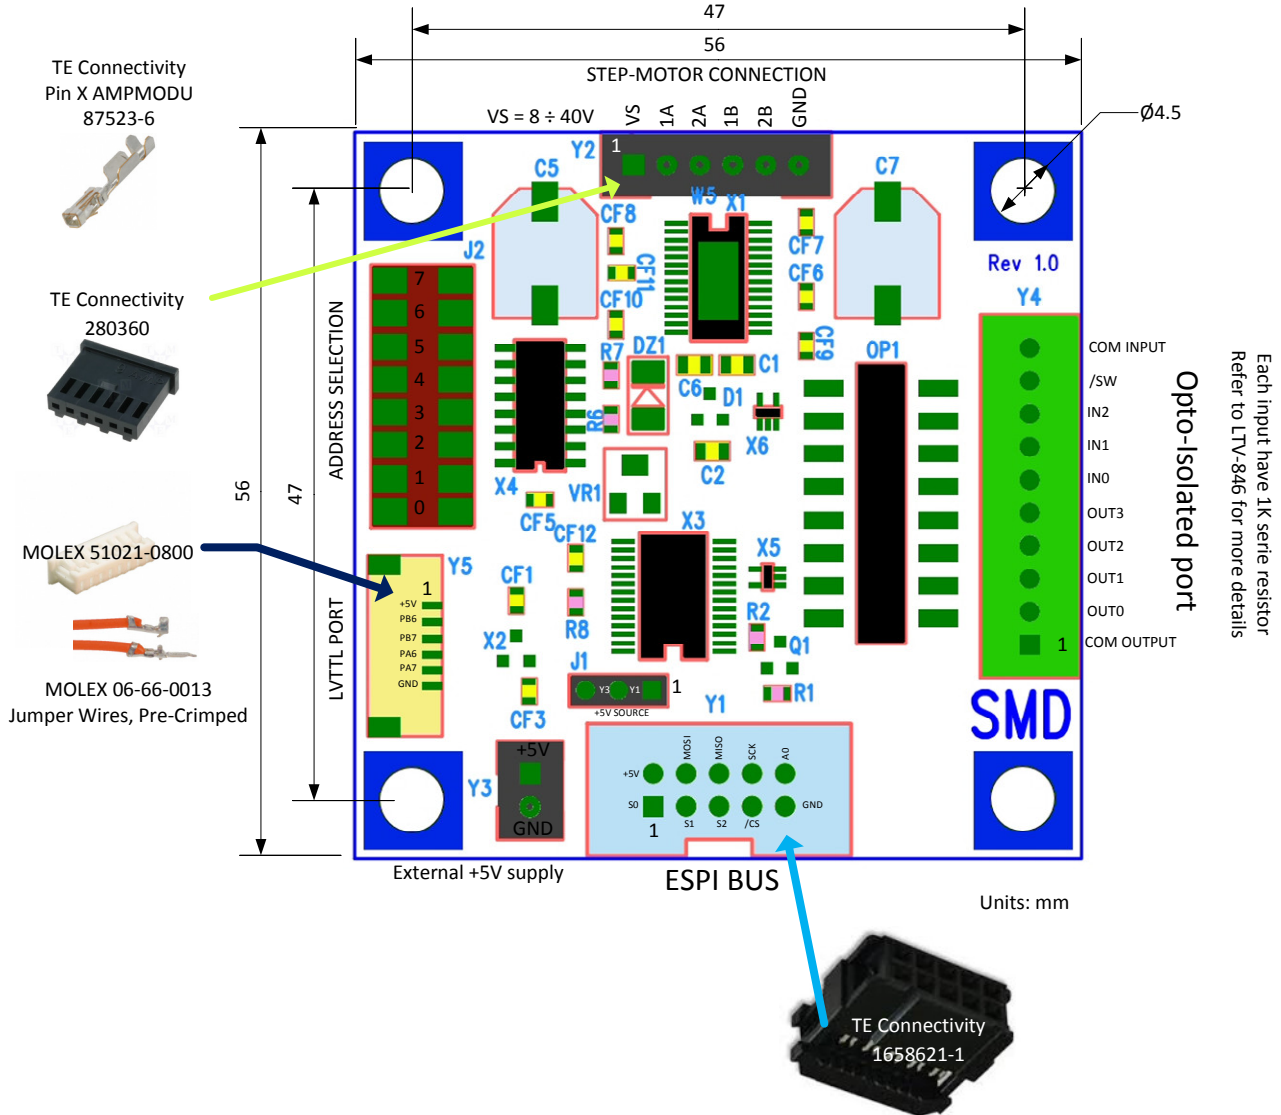 47
56
STEP-MOTOR CONNECTION
TE Connectivity
Pin X AMPMODU
87523-6
VS = 8 ÷ 40V
VS
1A
2A
1B
2B
GND
Ø4.5
Y2
1
C5
C7
W5
X1
CF8
CF7
CF11
CF6
CF10
CF9
J2
Rev 1.0
Y4
TE Connectivity
280360
ADDRESS SELECTION
7
6
5
4
3
2
1
0
56
47
R7
DZ1
R9
C6
C1
D1
X6
C2
OP1
X4
VR1
CF5
CF12
X3
X5
COM INPUT
/SW
IN2
IN1
IN0
OUT3
OUT2
OUT1
OUT0
1
COM OUTPUT
Opto-Isolated port
Each input have 1K serie resistor
Refer to LTV-846 for more details
MOLEX 51021-0800
MOLEX 06-66-0013
Jumper Wires, Pre-Crimped
LVTTL PORT
Y5
1
+5V
PB6
PB7
PA6
PA7
GND
CF1
R8
X2
CF3
R2
Q1
R1
J1
Y3
Y1
1
+5V SOURCE
SMD
Y1
Y3
+5V
GND
MOSI
MISO
SCK
A0
+5V
S0
GND
1
S1
S2
/CS
External +5V supply
ESPI BUS
Units: mm
TE Connectivity
1658621-1